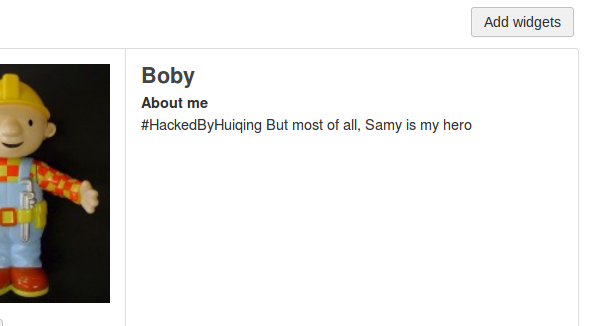 Add widgets
Boby
About me
#HackedByHuiqing But most of all, Samy is my hero